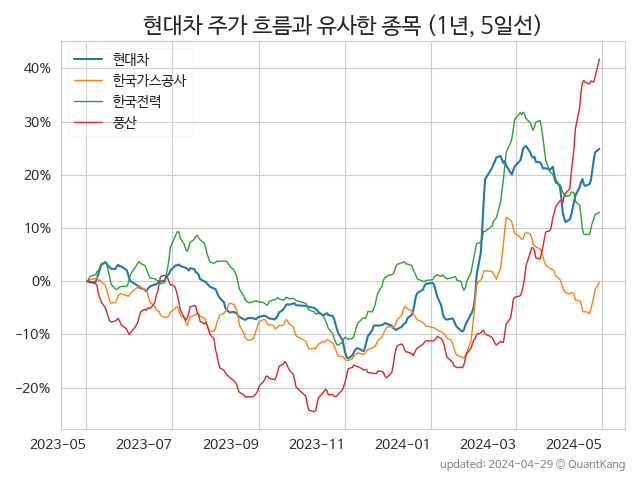 현대차 주가 흐름과 유사한 종목 (1년, 5일선)
현대차
한국가스공사
한국전력
풍산
40%
30%
20%
10%
0%
−10%
−20%
2023-05
2023-07
2023-09
2023-11
2024-01
2024-03
2024-05
updated: 2024-04-29 ⓒ QuantKang